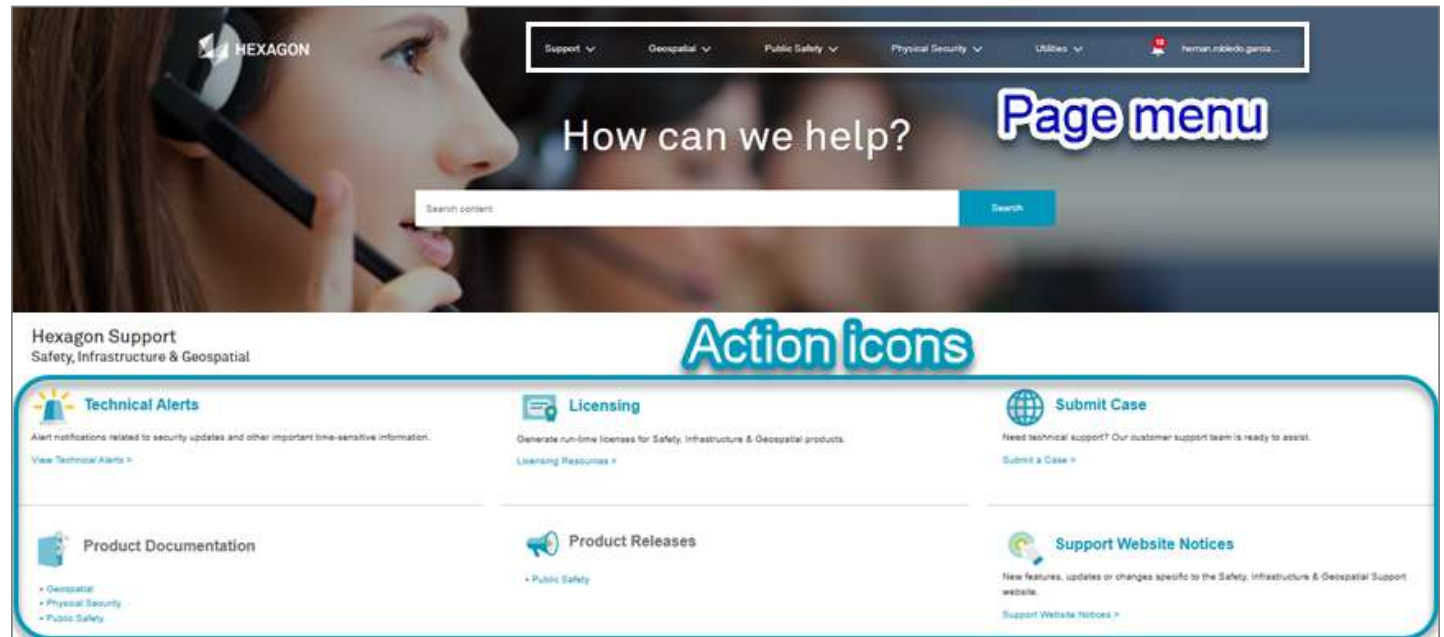 HEXAGON
Support
Geospatial
Public Safety
Physical Security
Utilities
Page menu
How can we help?
Search content
Search
Hexagon Support
Safety, Infrastructure & Geospatial
Action icons
Technical Alerts
Alert notifications related to security updates and other important time-sensitive information.
View Technical Alerts >
Licensing
Generate run-time licenses for Safety, Infrastructure & Geospatial products.
Licensing Resources >
Submit Case
Need technical support? Our customer support team is ready to assist.
Submit a Case >
Product Documentation
• Geospatial
• Physical Security
• Public Safety
Product Releases
• Public Safety
Support Website Notices
New features, updates or changes specific to the Safety, Infrastructure & Geospatial Support
website.
Support Website Notices >